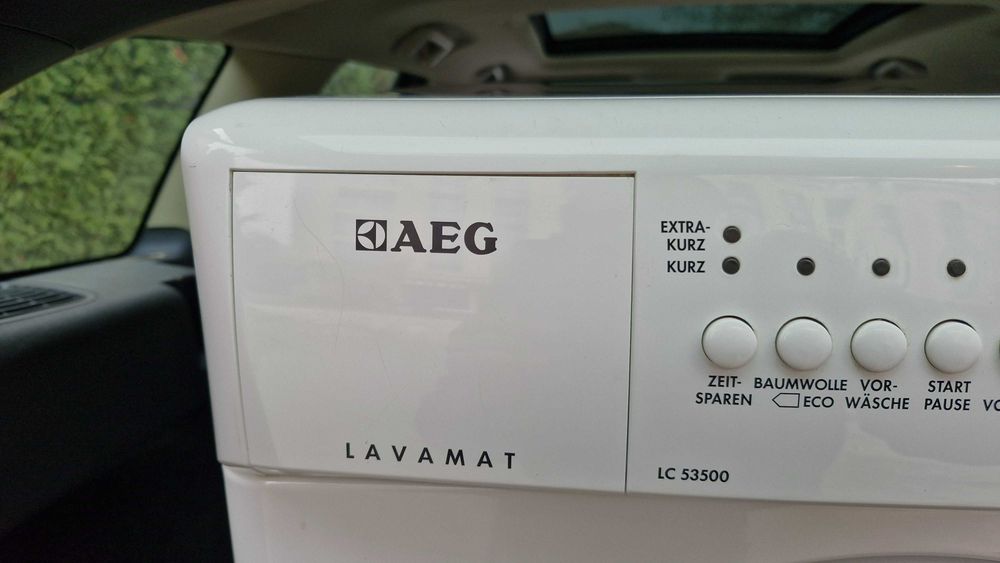 AEG
LAVAMAT
EXTRA-
KURZ
KURZ
ZEIT-
SPAREN
BAUMWOLLE
ECO
VOR-
WÄSCHE
START
PAUSE
LC 53500